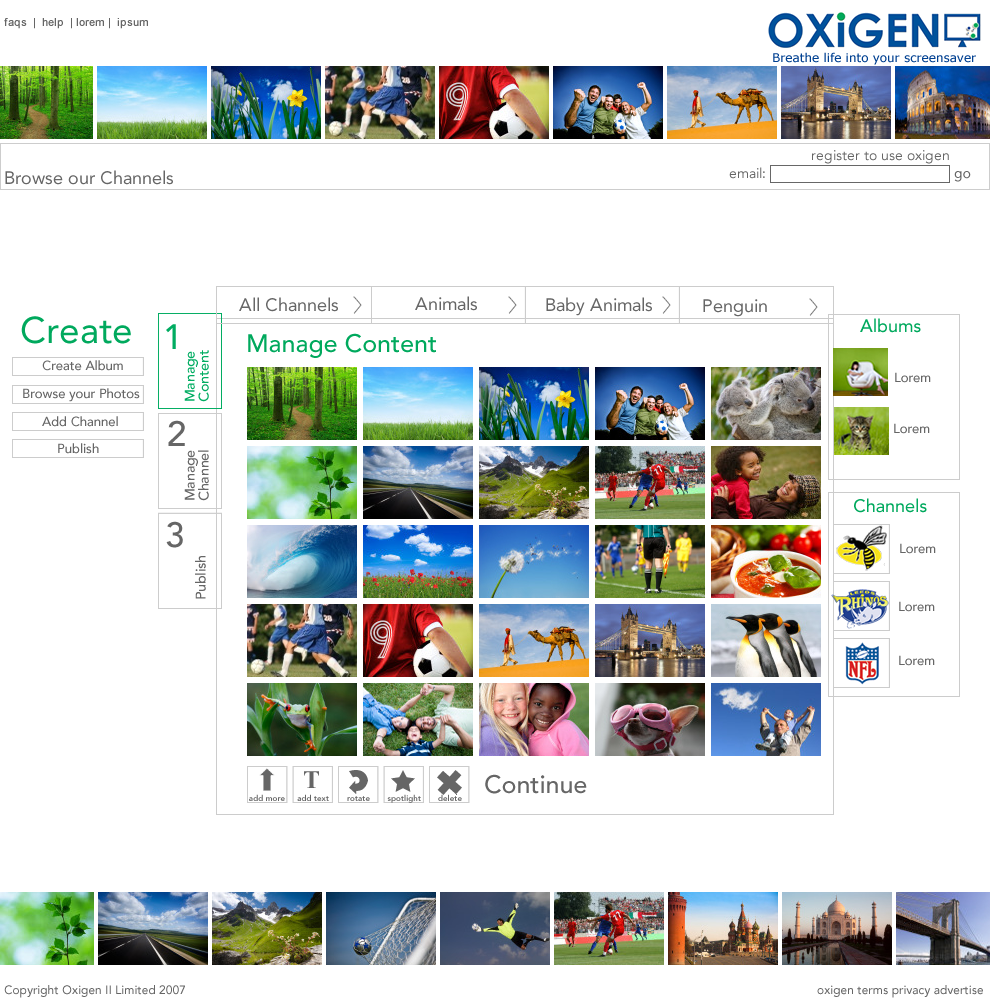 faqs | help | lorem | ipsum
OXiGEN
Breathe life into your screensaver
9
register to use oxigen
Browse our Channels
email: go
All Channels
Animals
Baby Animals
Penguin
Create
Create Album
Browse your Photos
Add Channel
Publish
1
Manage
Content
2
Manage
Channel
3
Publish
Manage Content
9
T
add more
add text
rotate
spotlight
delete
Continue
Albums
Lorem
Lorem
Channels
Lorem
RHINOS
Lorem
NFL
Lorem
Copyright Oxigen II Limited 2007
oxigen terms privacy advertise